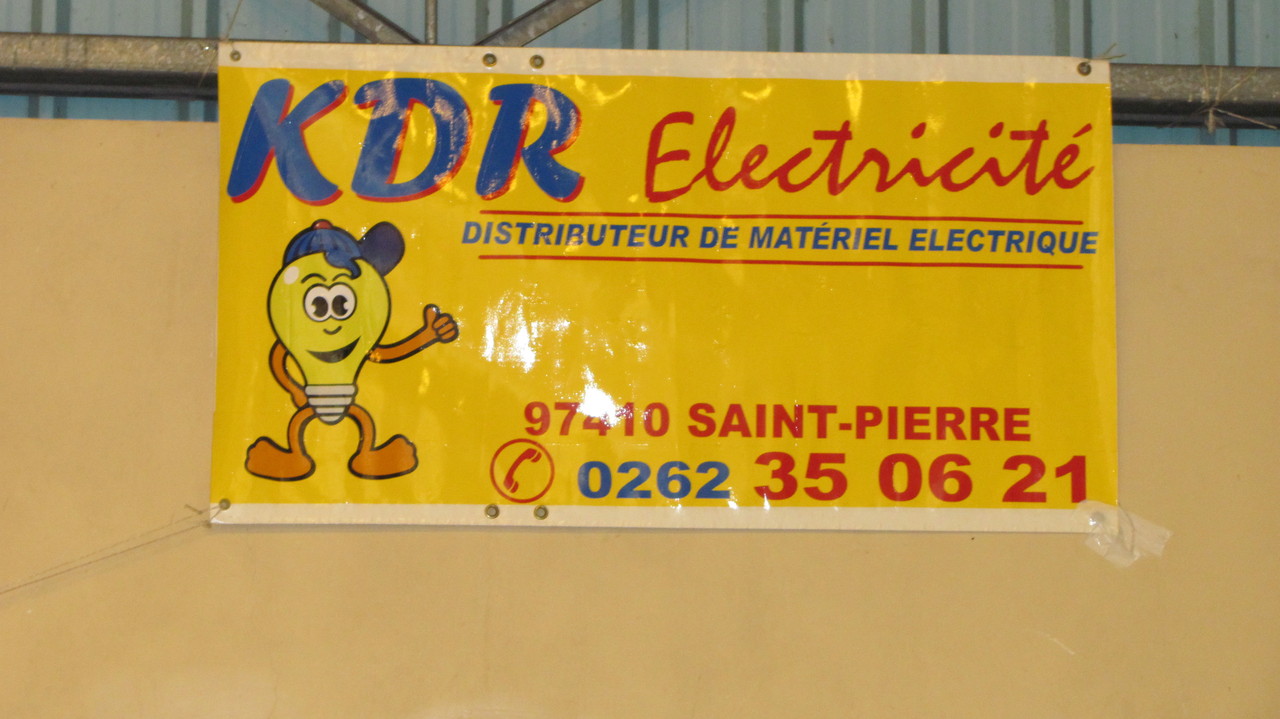 KDR Electricité
DISTRIBUTEUR DE MATÉRIEL ELECTRIQUE
97410 SAINT-PIERRE
0262 35 06 21